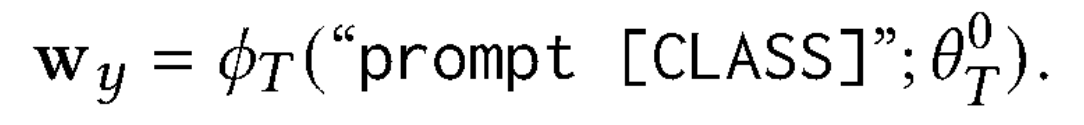 w_y = ϕ_T(“prompt [CLASS]”; θ_T^0).